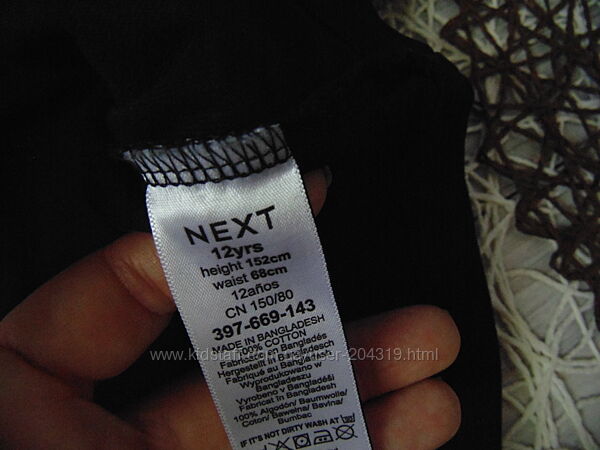 NEXT
12yrs
height 152cm
waist 68cm
12años
CN 150/80
397-669-143
MADE IN BANGLADESH
Fabric 100% COTTON
Fabricado en Bangladés
Hergestellt in Bangladesch
Fabriqué au Bangladesh
Wyprodukowano w
Bangladeszu
Vyrobeno v Bangladéši
Fabricat în Bangladesh
100% Algodón/ Baumwolle/
Coton/ Bawełna/ Bavlna/
Bumbac
IF IT'S NOT DIRTY WASH AT